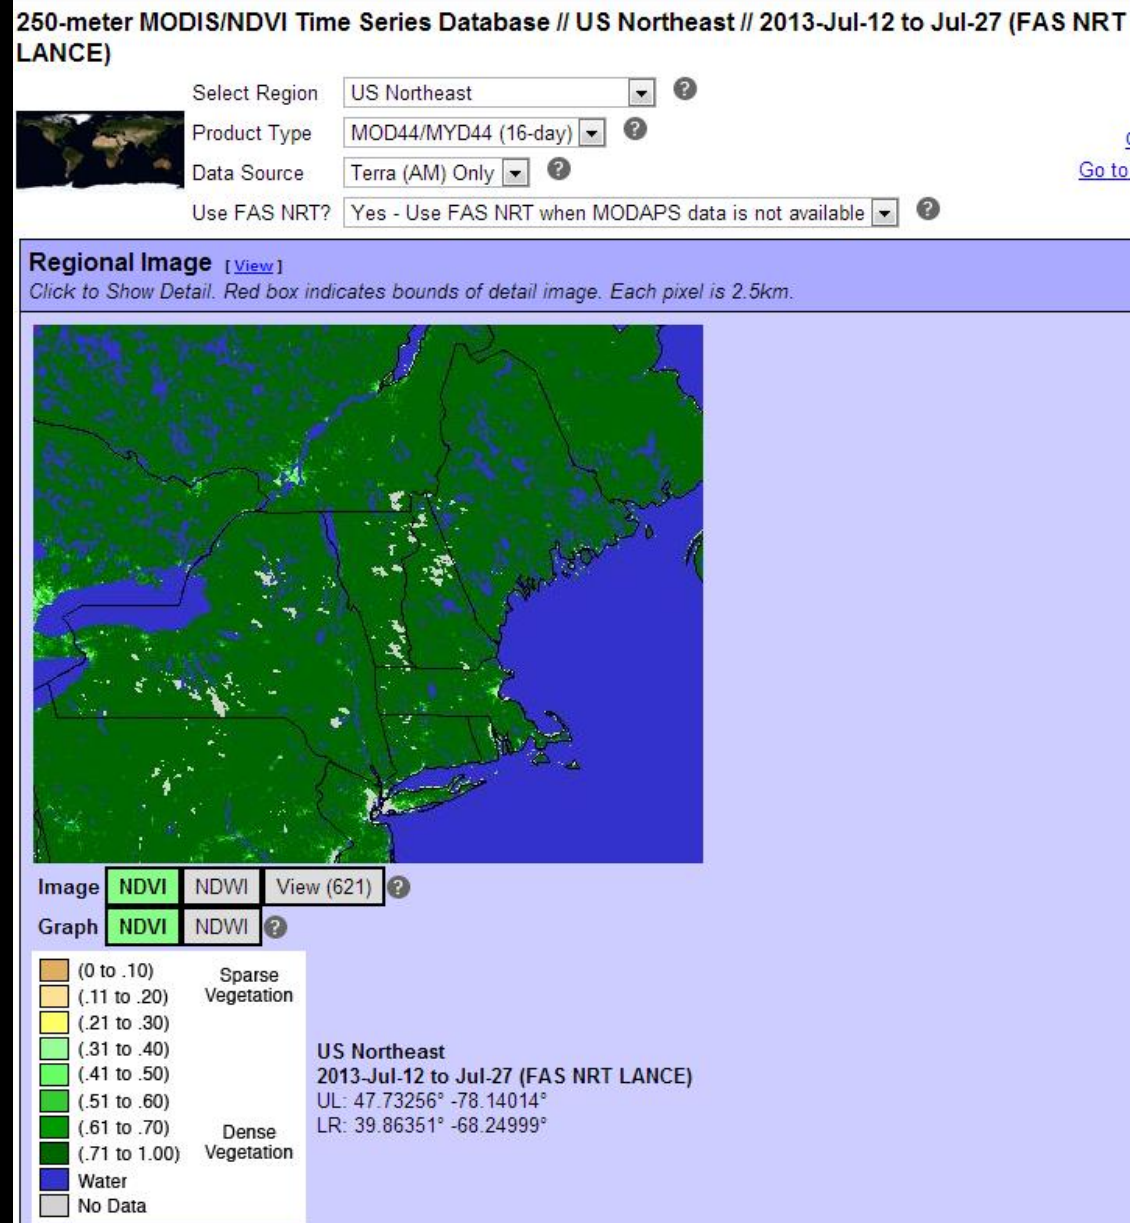 250-meter MODIS/NDVI Time Series Database // US Northeast // 2013-Jul-12 to Jul-27 (FAS NRT
LANCE)
Select Region US Northeast ?
Product Type MOD44/MYD44 (16-day) ?
Data Source Terra (AM) Only ?
Go to
Use FAS NRT? Yes - Use FAS NRT when MODAPS data is not available ?
Regional Image [ View ]
Click to Show Detail. Red box indicates bounds of detail image. Each pixel is 2.5km.
Image NDVI NDWI View (621) ?
Graph NDVI NDWI ?
(0 to .10) Sparse
(.11 to .20) Vegetation
(.21 to .30)
(.31 to .40)
(.41 to .50)
(.51 to .60)
(.61 to .70) Dense
(.71 to 1.00) Vegetation
Water
No Data
US Northeast
2013-Jul-12 to Jul-27 (FAS NRT LANCE)
UL: 47.73256° -78.14014°
LR: 39.86351° -68.24999°